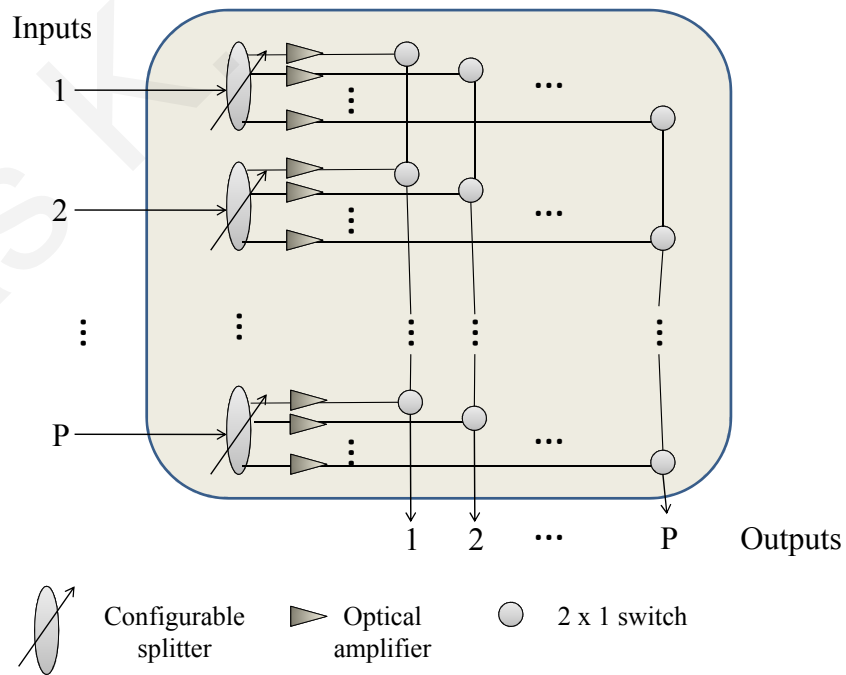 Inputs
1
2
P
1 2 ... P Outputs
Configurable splitter
Optical amplifier
2 x 1 switch